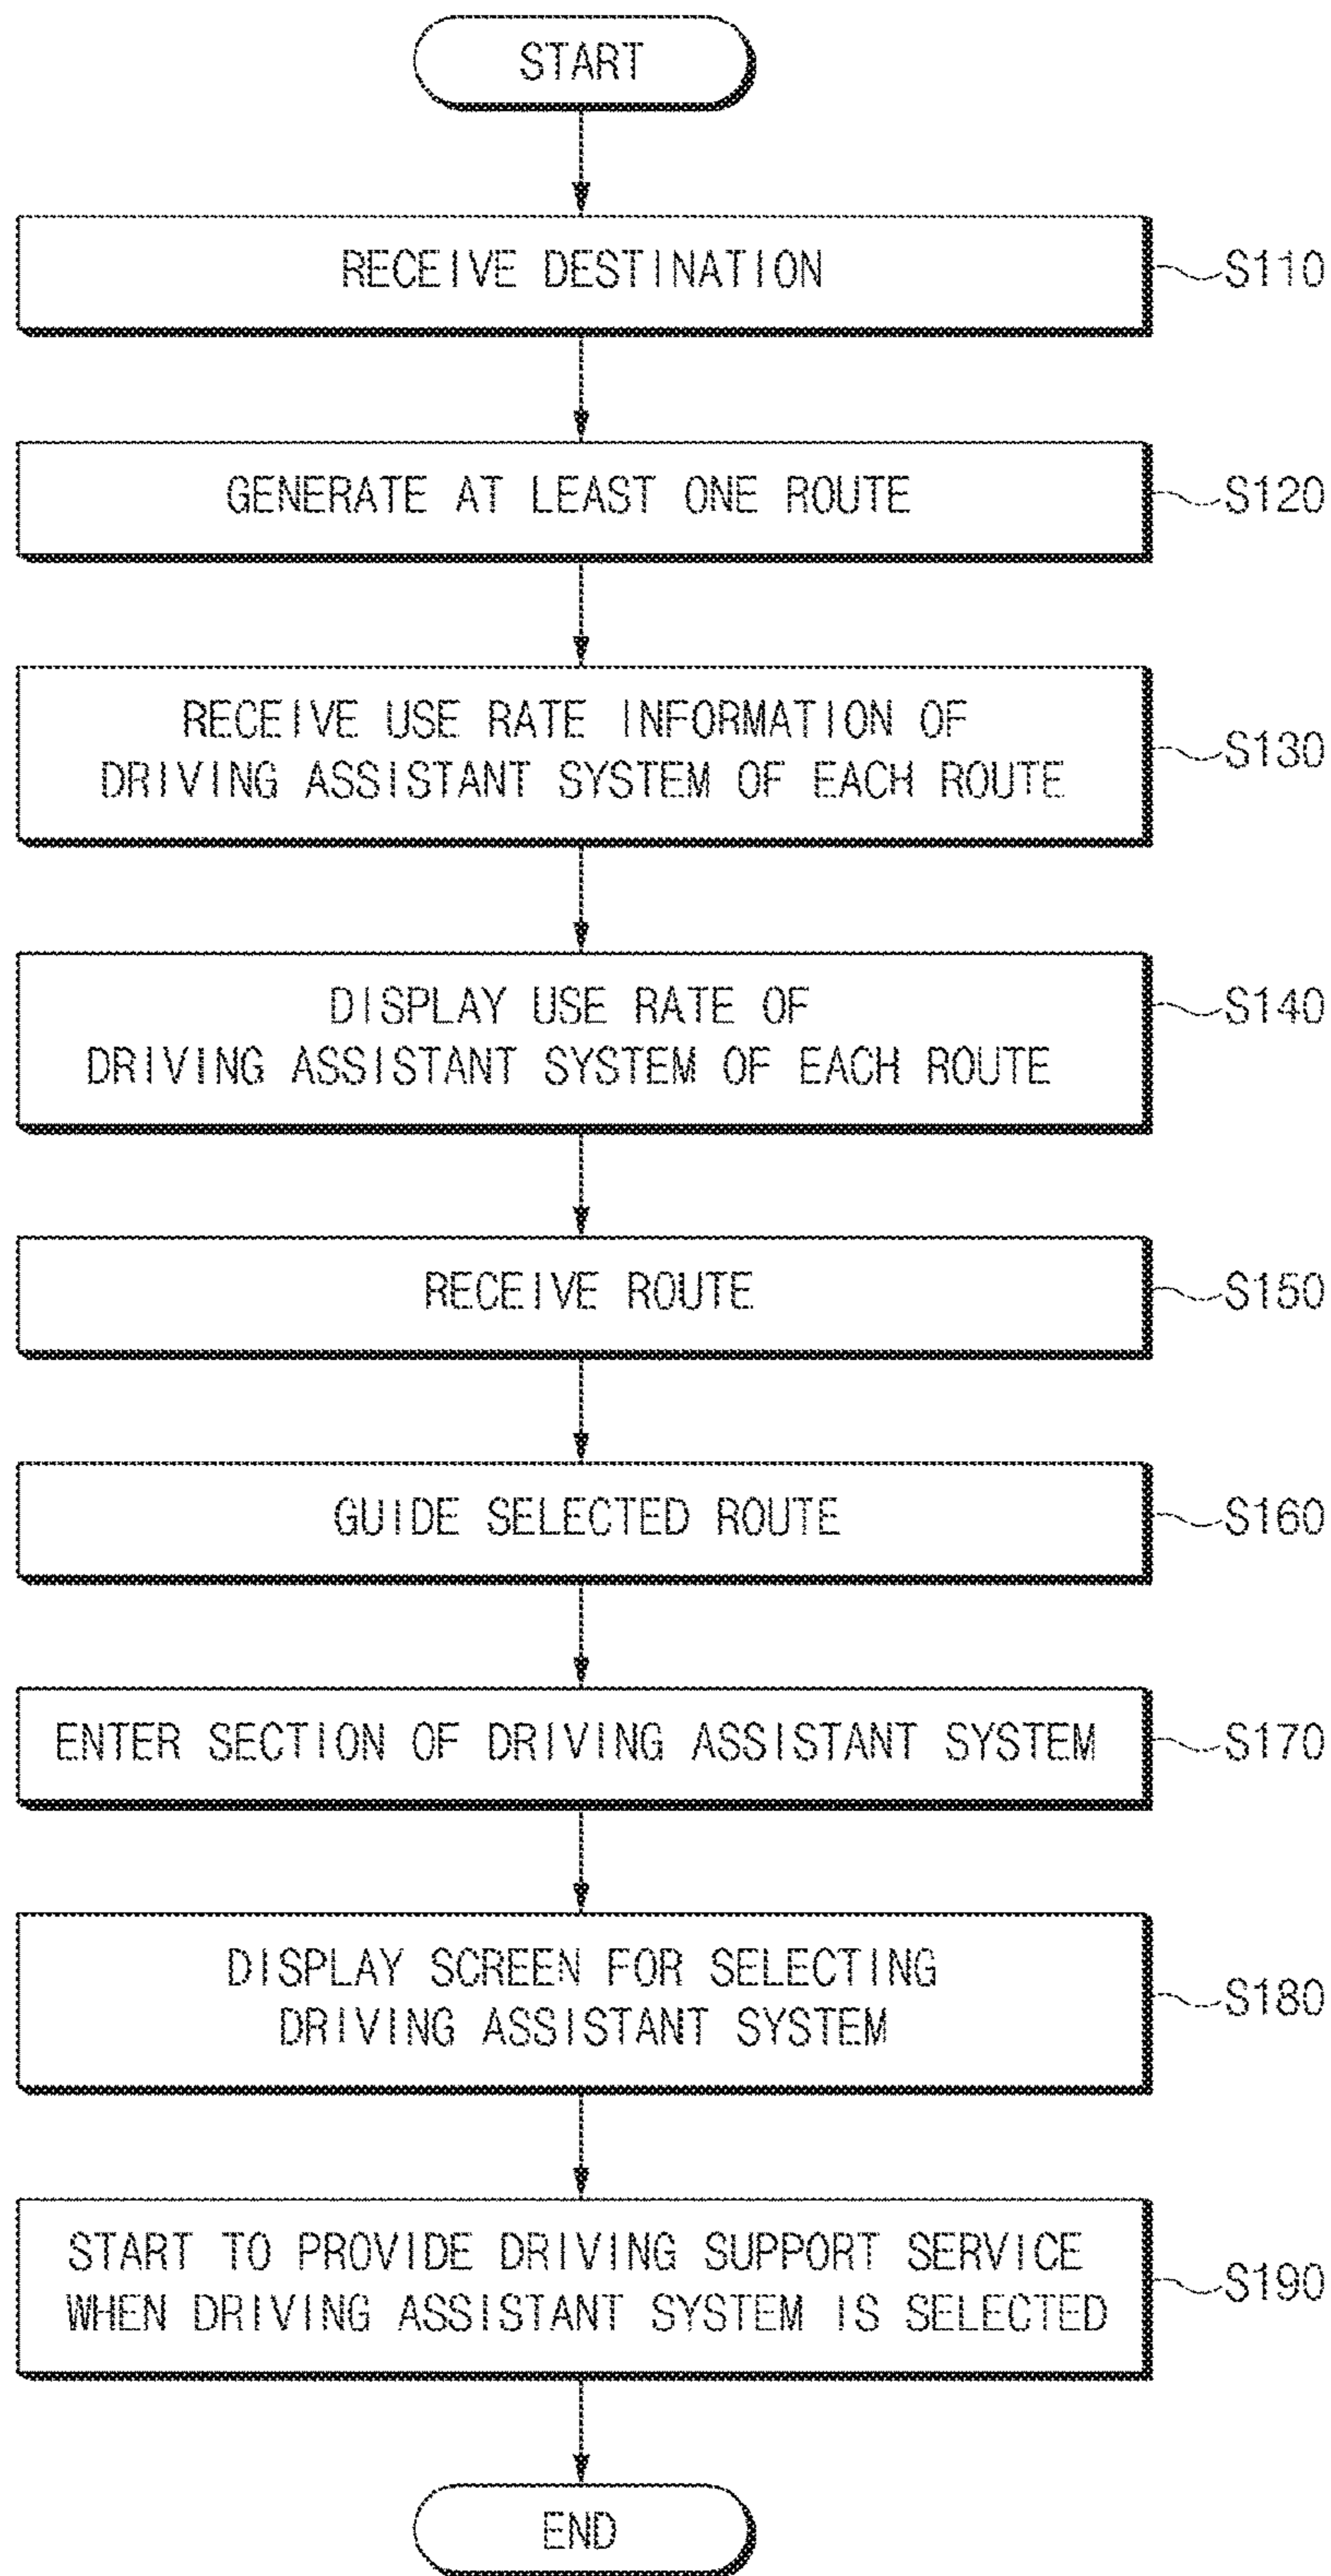 START
RECEIVE DESTINATION
S110
GENERATE AT LEAST ONE ROUTE
S120
RECEIVE USE RATE INFORMATION OF
DRIVING ASSISTANT SYSTEM OF EACH ROUTE
S130
DISPLAY USE RATE OF
DRIVING ASSISTANT SYSTEM OF EACH ROUTE
S140
RECEIVE ROUTE
S150
GUIDE SELECTED ROUTE
S160
ENTER SECTION OF DRIVING ASSISTANT SYSTEM
S170
DISPLAY SCREEN FOR SELECTING
DRIVING ASSISTANT SYSTEM
S180
START TO PROVIDE DRIVING SUPPORT SERVICE
WHEN DRIVING ASSISTANT SYSTEM IS SELECTED
S190
END